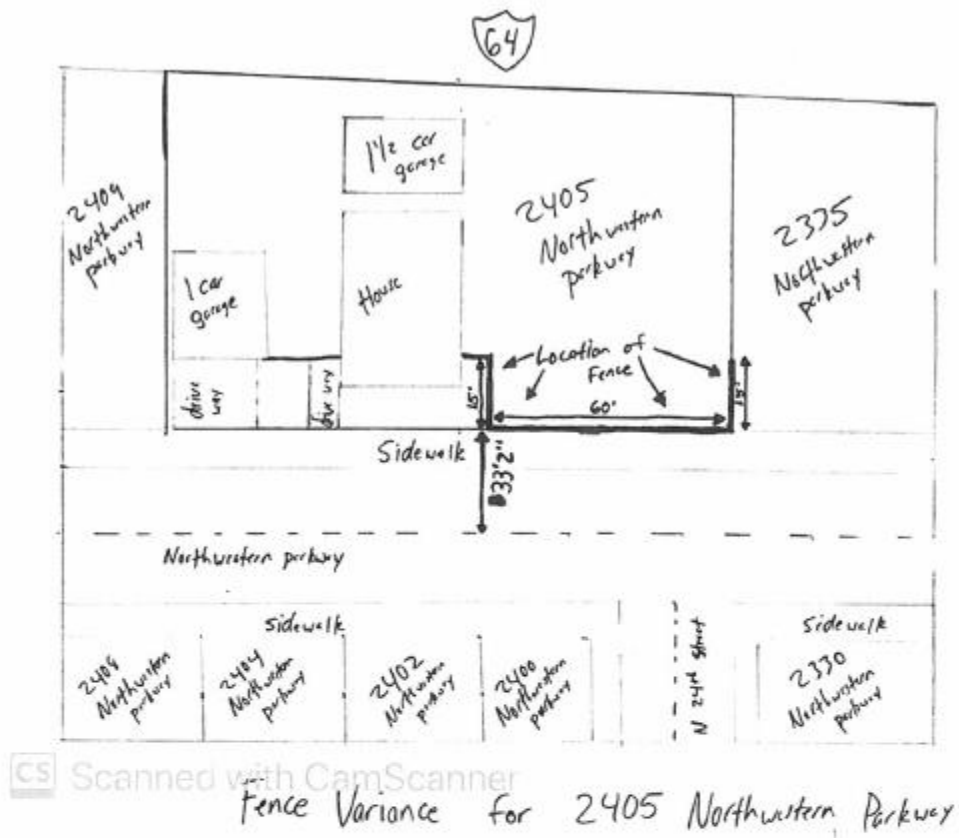 64
1 1/2 car
garage
2409
Northwestern
parkway
2405
Northwestern
parkway
2335
Northwestern
parkway
1 car
garage
House
Location of
Fence
drive
way
drive way
15'
60'
15'
Sidewalk
33'2"
Northwestern parkway
Sidewalk
Sidewalk
2404
Northwestern
parkway
2402
Northwestern
parkway
2400
Northwestern
parkway
N 24th Street
2330
Northwestern
parkway
Northwestern
parkway
CS Scanned with CamScanner
Fence Variance for 2405 Northwestern Parkway